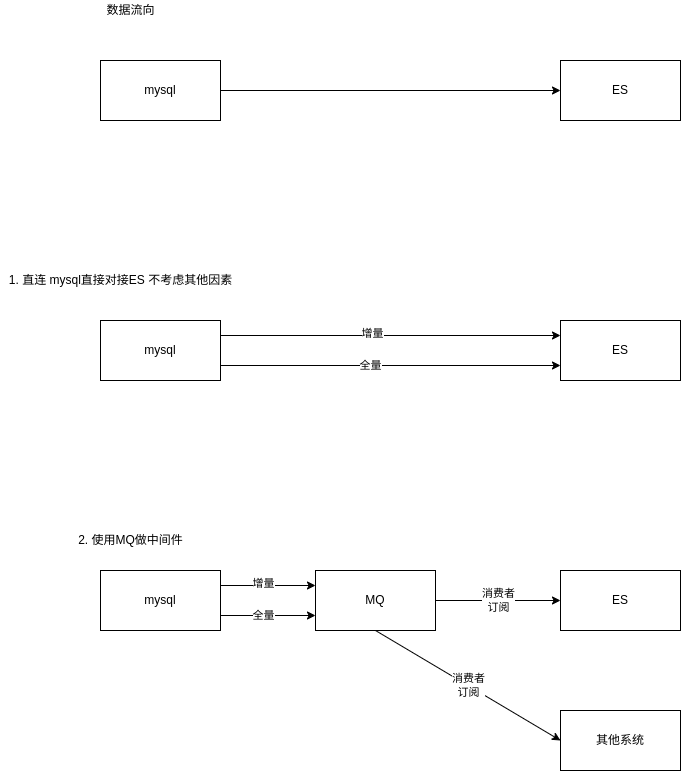 数据流向
mysql
ES
1. 直连 mysql直接对接ES 不考虑其他因素
mysql
增量
全量
ES
2. 使用MQ做中间件
mysql
增量
全量
MQ
消费者
订阅
ES
消费者
订阅
其他系统